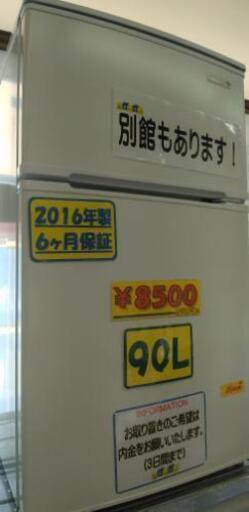 別館もあります!
2016年製
6ヶ月保証
¥8500
90L
INFORMATION
お取り置きのご希望は
内金をお願いいたします。
(3日間まで)